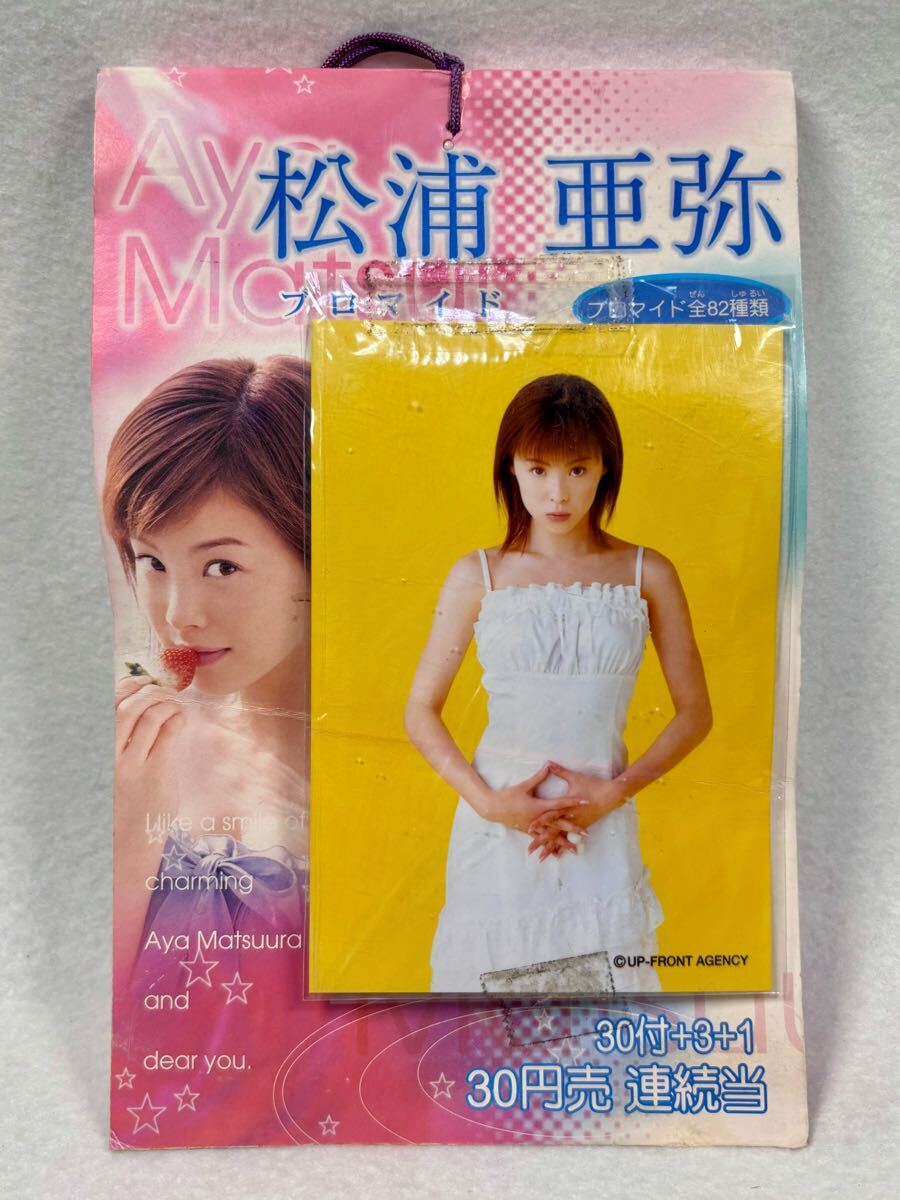 Aya
松浦 亜弥
Matsu
ブロマイド
ぜん しゅ るい
ブロマイド全82種類
I like a smile of
charming
Aya Matsuura
and
dear you.
©UP-FRONT AGENCY
30付+3+1
30円売 連続当